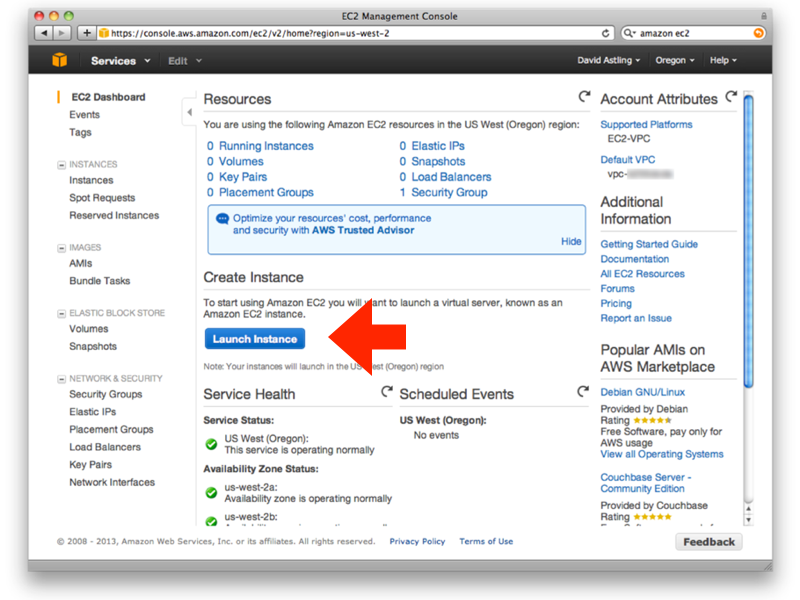 EC2 Management Console
https://console.aws.amazon.com/ec2/v2/home?region=us-west-2
amazon ec2
Services
Edit
David Astling
Oregon
Help
EC2 Dashboard
Events
Tags
INSTANCES
Instances
Spot Requests
Reserved Instances
IMAGES
AMIs
Bundle Tasks
ELASTIC BLOCK STORE
Volumes
Snapshots
NETWORK & SECURITY
Security Groups
Elastic IPs
Placement Groups
Load Balancers
Key Pairs
Network Interfaces
Resources
You are using the following Amazon EC2 resources in the US West (Oregon) region:
0 Running Instances
0 Elastic IPs
0 Volumes
0 Snapshots
0 Key Pairs
0 Load Balancers
0 Placement Groups
1 Security Group
Optimize your resources' cost, performance
and security with AWS Trusted Advisor
Hide
Create Instance
To start using Amazon EC2 you will want to launch a virtual server, known as an
Amazon EC2 instance.
Launch Instance
Note: Your instances will launch in the US West (Oregon) region
Service Health
Service Status:
US West (Oregon):
This service is operating normally
Availability Zone Status:
us-west-2a:
Availability zone is operating normally
us-west-2b:
Scheduled Events
US West (Oregon):
No events
Account Attributes
Supported Platforms
EC2-VPC
Default VPC
vpc-
Additional
Information
Getting Started Guide
Documentation
All EC2 Resources
Forums
Pricing
Report an Issue
Popular AMIs on
AWS Marketplace
Debian GNU/Linux
Provided by Debian
Rating
Free Software, pay only for
AWS usage
View all Operating Systems
Couchbase Server -
Community Edition
Provided by Couchbase
Rating
© 2008 - 2013, Amazon Web Services, Inc. or its affiliates. All rights reserved.
Privacy Policy
Terms of Use
Feedback